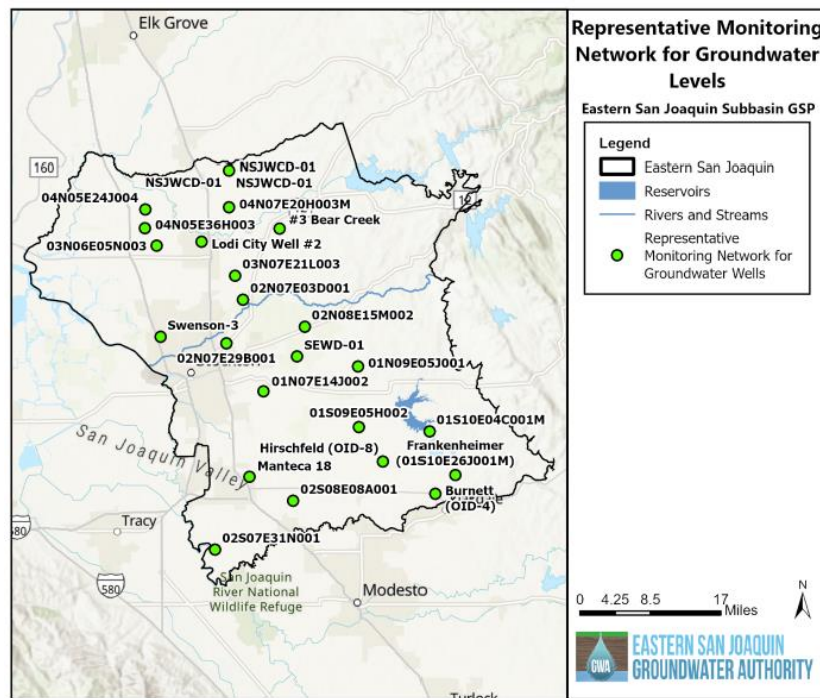 Elk Grove
160
NSJWCD-01
NSJWCD-01
NSJWCD-01
04N05E24J004
04N07E20H003M
#3 Bear Creek
04N05E36H003
03N06E05N003
Lodi City Well #2
03N07E21L003
02N07E03D001
02N08E15M002
Swenson-3
SEWD-01
02N07E29B001
01N09E05J001
01N07E14J002
01S09E05H002
01S10E04C001M
San Joaquin Valley
Hirschfeld (OID-8)
Frankenheimer
(01S10E26J001M)
Manteca 18
Burnett
(OID-4)
02S08E08A001
Tracy
580
02S07E31N001
580
San Joaquin
River National
Wildlife Refuge
Modesto
Turlock
Representative Monitoring
Network for Groundwater
Levels
Eastern San Joaquin Subbasin GSP
Legend
Eastern San Joaquin
Reservoirs
Rivers and Streams
Representative
Monitoring Network for
Groundwater Wells
N
0 4.25 8.5 17
Miles
GWA
EASTERN SAN JOAQUIN
GROUNDWATER AUTHORITY